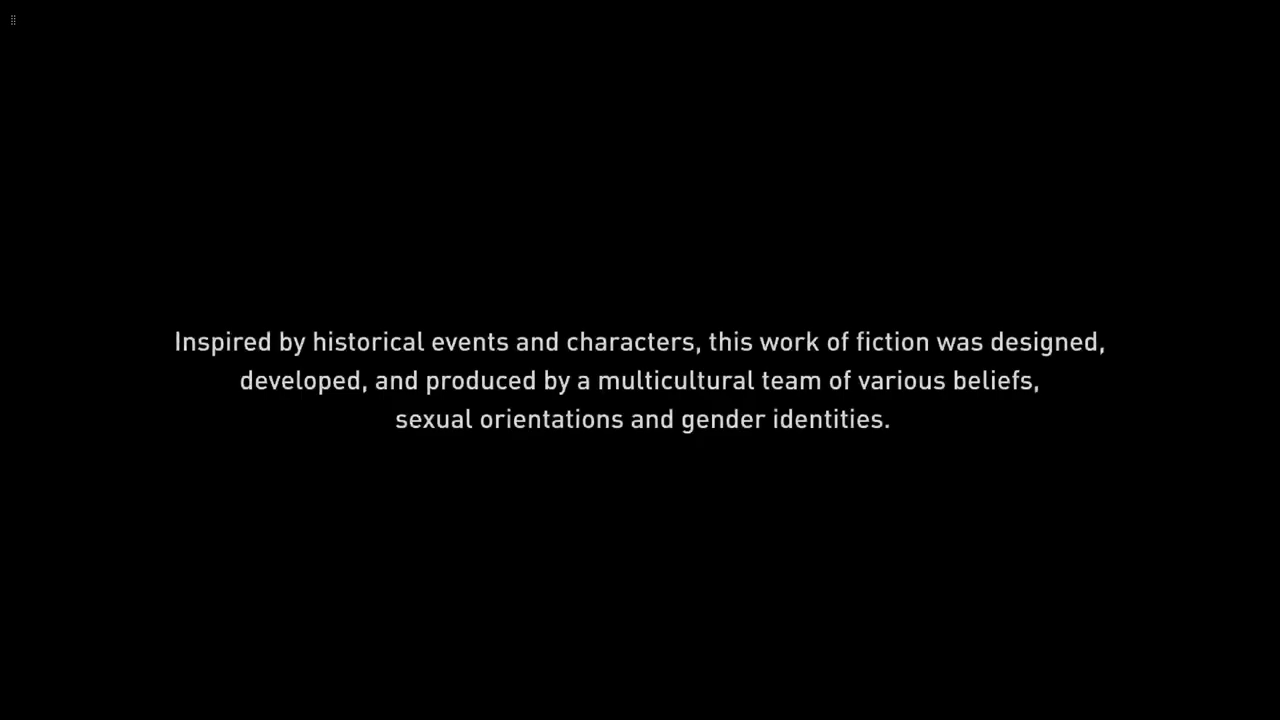 Inspired by historical events and characters, this work of fiction was designed,
developed, and produced by a multicultural team of various beliefs,
sexual orientations and gender identities.